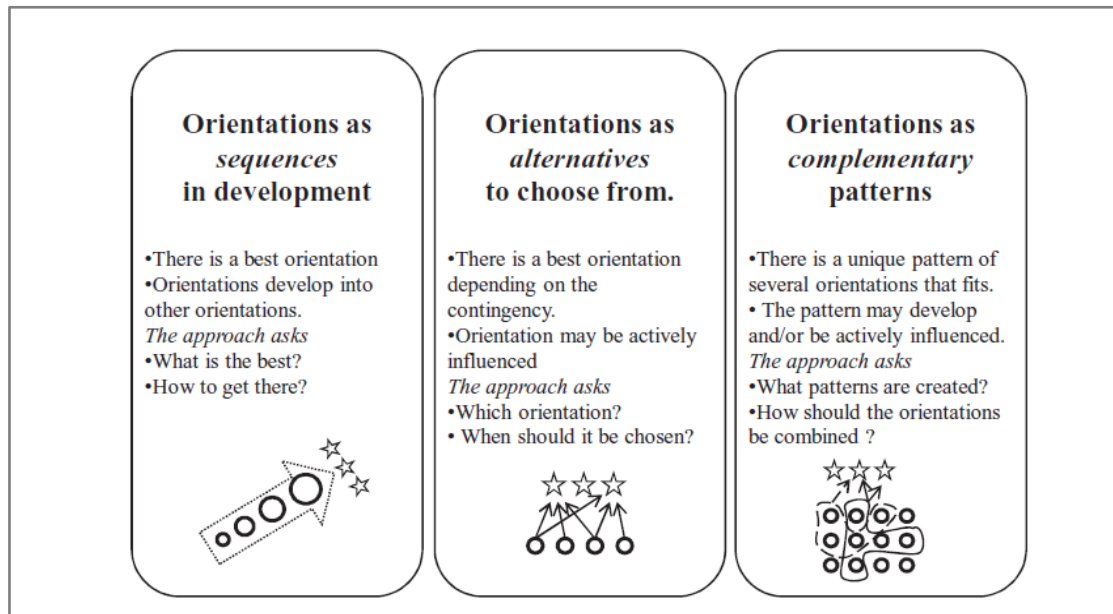 Orientations as
sequences
in development
•There is a best orientation
•Orientations develop into
other orientations.
The approach asks
•What is the best?
•How to get there?
Orientations as
alternatives
to choose from.
•There is a best orientation
depending on the
contingency.
•Orientation may be actively
influenced
The approach asks
•Which orientation?
• When should it be chosen?
Orientations as
complementary
patterns
•There is a unique pattern of
several orientations that fits.
• The pattern may develop
and/or be actively influenced.
The approach asks
•What patterns are created?
•How should the orientations
be combined ?